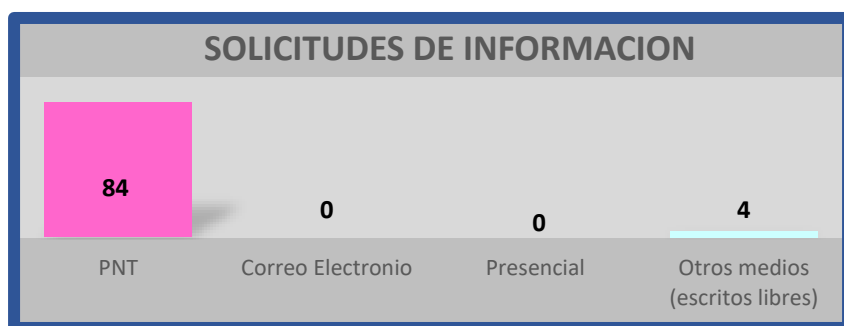 SOLICITUDES DE INFORMACION
84
0
0
4
PNT
Correo Electronio
Presencial
Otros medios
(escritos libres)